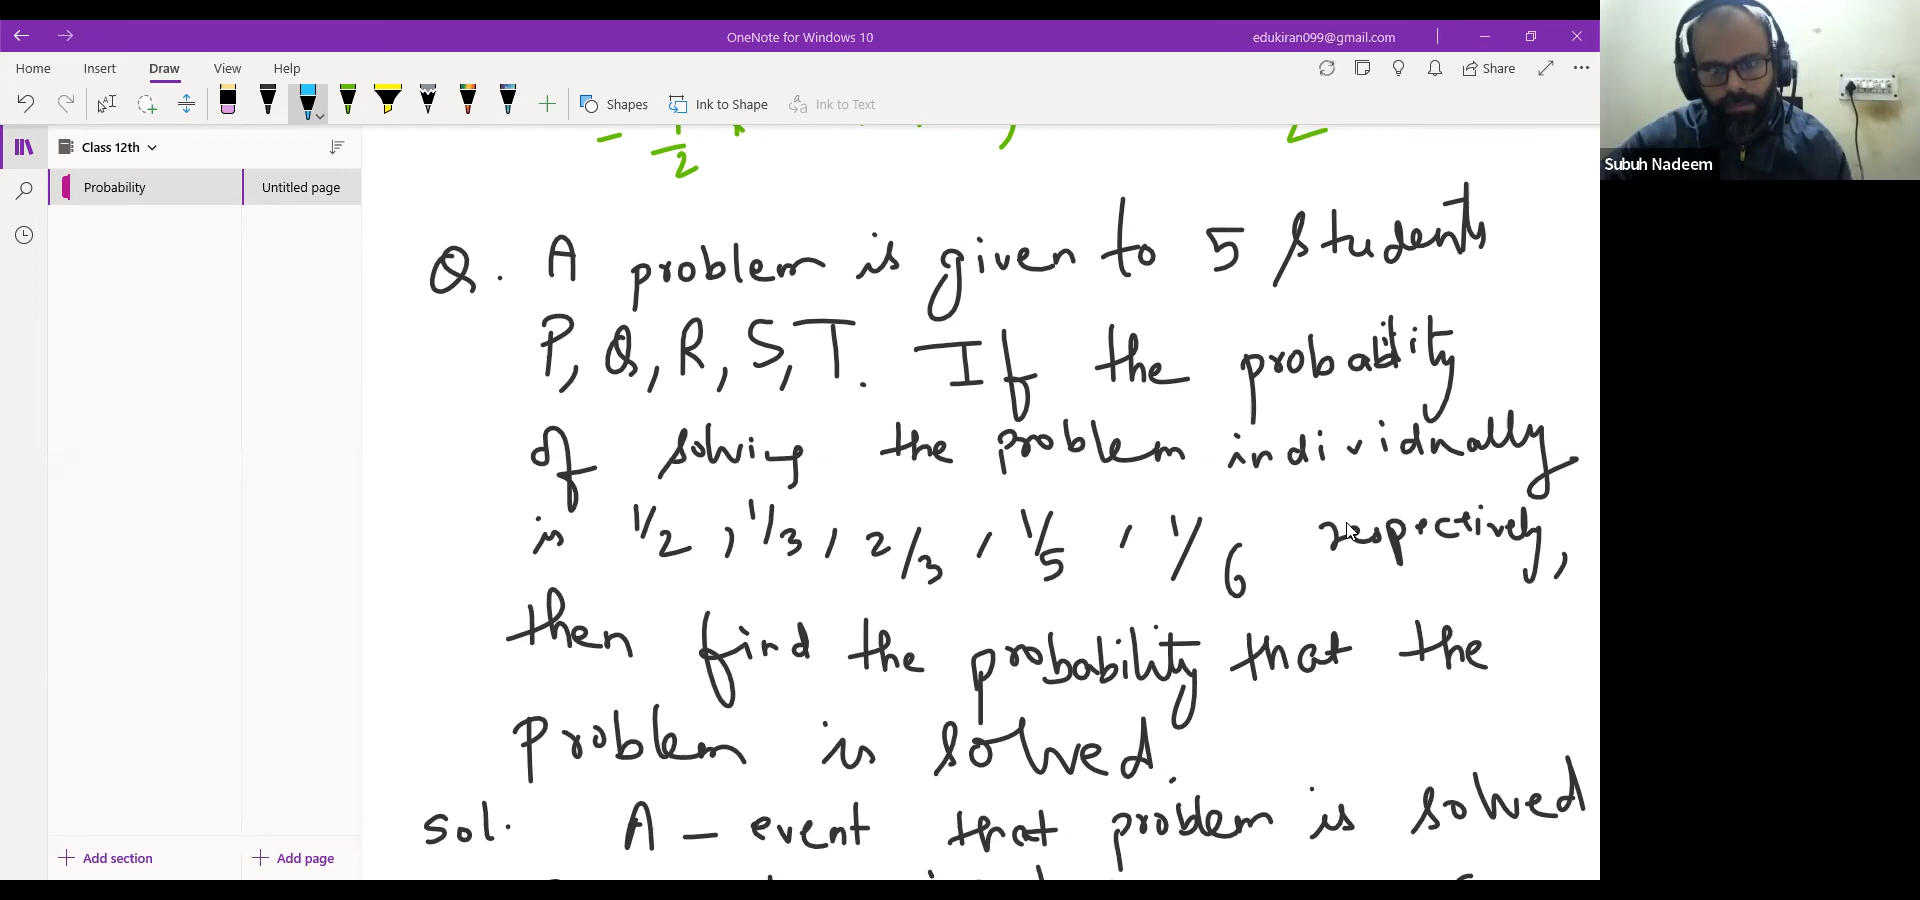 OneNote for Windows 10
edukiran099@gmail.com
Home Insert Draw View Help
Share
Shapes Ink to Shape Ink to Text
Class 12th
Probability
Untitled page
Subuh Nadeem
1/2 2
Q. A problem is given to 5 students
P, Q, R, S, T. If the probability
of solving the problem individually
is 1/2, 1/3, 2/3, 1/5, 1/6 respectively,
then find the probability that the
problem is solved.
Sol. A - event that problem is solved
Add section
Add page